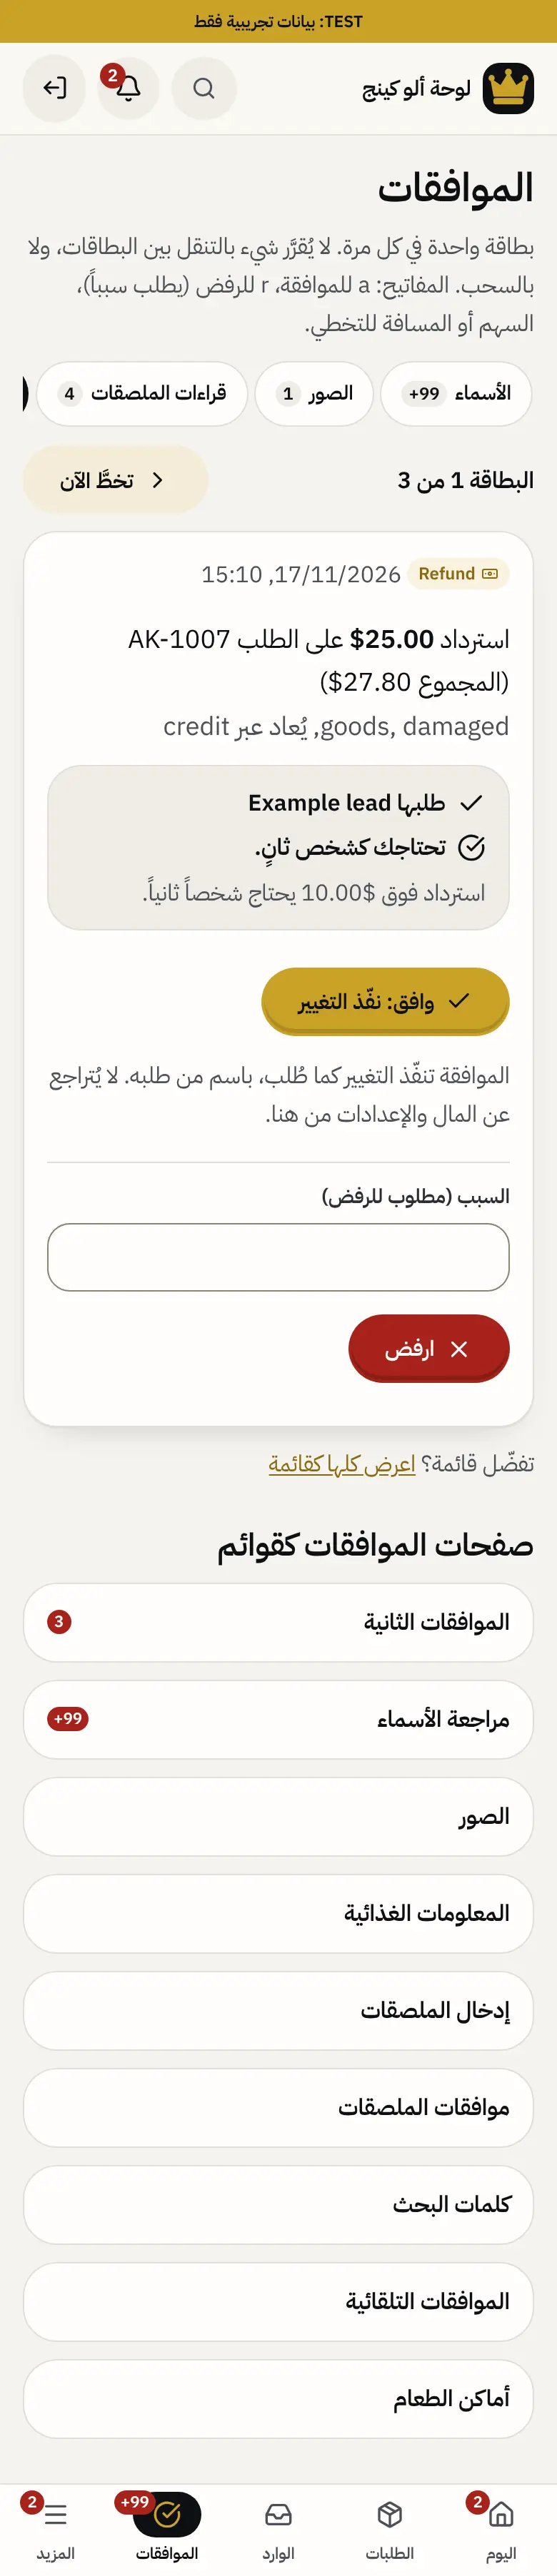 TEST: بيانات تجريبية فقط
لوحة ألو كينج
2
الموافقات
بطاقة واحدة في كل مرة. لا يُقرَّر شيء بالتنقل بين البطاقات، ولا
بالسحب. المفاتيح: a للموافقة، r للرفض (يطلب سبباً)،
السهم أو المسافة للتخطي.
الأسماء 99+
الصور 1
قراءات الملصقات 4
البطاقة 1 من 3
تخطَّ الآن
Refund 17/11/2026, 15:10
استرداد $25.00 على الطلب AK-1007
(المجموع $27.80)
goods, damaged, يُعاد عبر credit
طلبها Example lead
تحتاجك كشخص ثانٍ.
استرداد فوق $10.00 يحتاج شخصاً ثانياً.
وافق: نفّذ التغيير
الموافقة تنفّذ التغيير كما طُلب، باسم من طلبه. لا يُتراجع
عن المال والإعدادات من هنا.
السبب (مطلوب للرفض)
ارفض
تفضّل قائمة؟ اعرض كلها كقائمة
صفحات الموافقات كقوائم
الموافقات الثانية 3
مراجعة الأسماء 99+
الصور
المعلومات الغذائية
إدخال الملصقات
موافقات الملصقات
كلمات البحث
الموافقات التلقائية
أماكن الطعام
2 99+ 2
اليوم الطلبات الوارد الموافقات المزيد